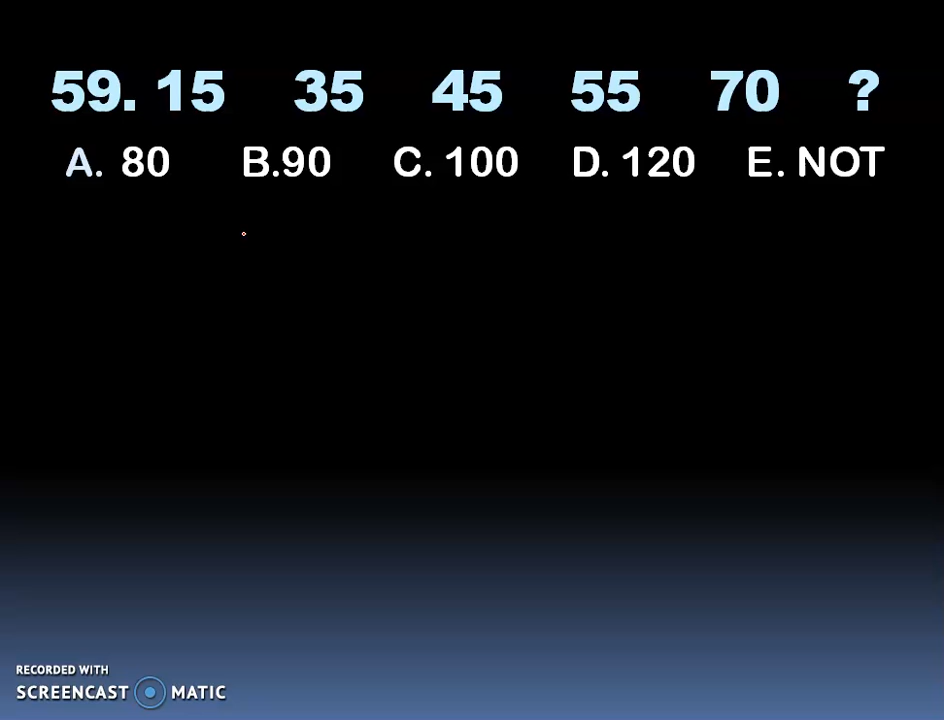 59. 15 35 45 55 70 ?
A. 80 B.90 C. 100 D. 120 E. NOT
RECORDED WITH
SCREENCAST MATIC